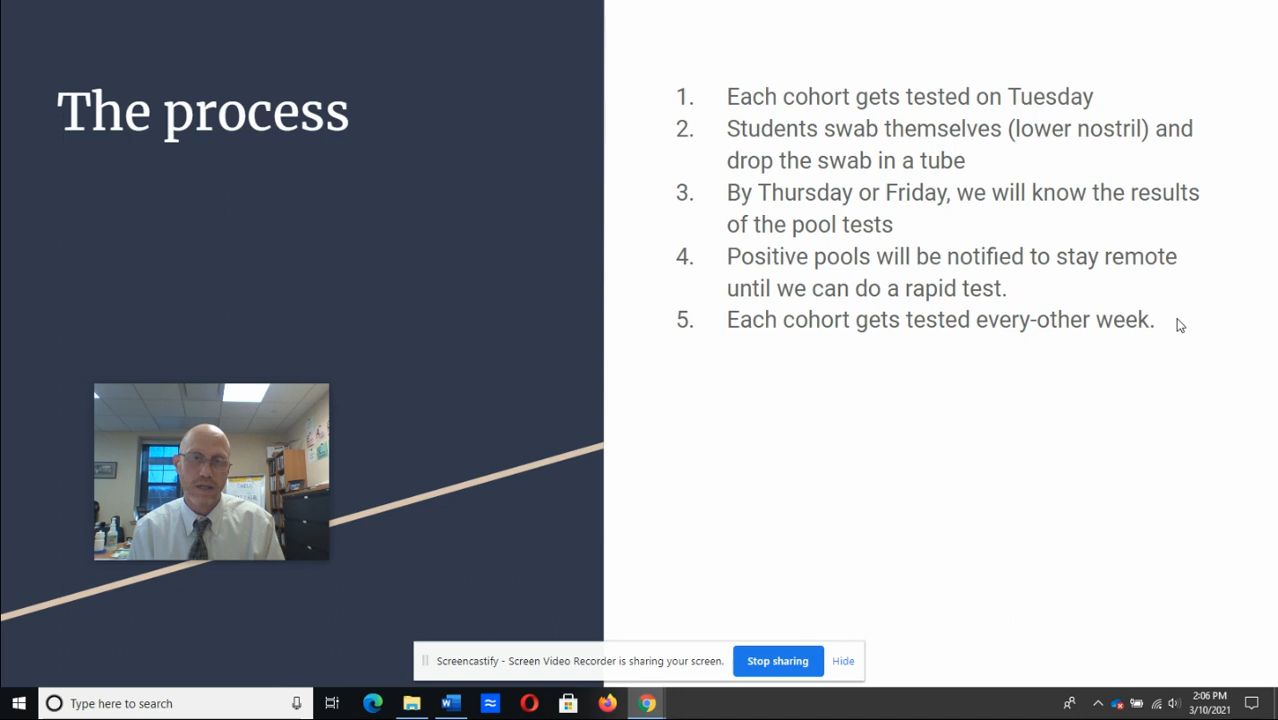 The process
1. Each cohort gets tested on Tuesday
2. Students swab themselves (lower nostril) and
drop the swab in a tube
3. By Thursday or Friday, we will know the results
of the pool tests
4. Positive pools will be notified to stay remote
until we can do a rapid test.
5. Each cohort gets tested every-other week.
Screencastify - Screen Video Recorder is sharing your screen.
Stop sharing
Hide
Type here to search
2:06 PM
3/10/2021